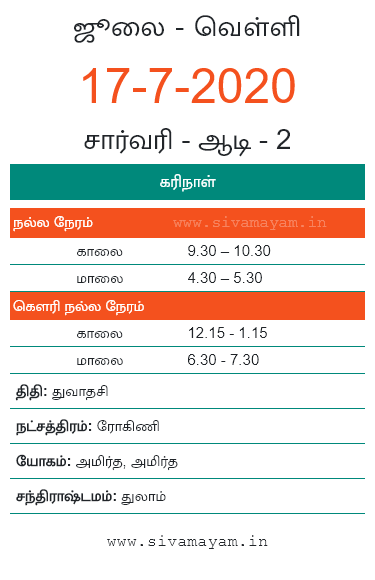 ஜூலை - வெள்ளி
17-7-2020
சார்வரி - ஆடி - 2
கரிநாள்
நல்ல நேரம் www.sivamayam.in
காலை 9.30 – 10.30
மாலை 4.30 – 5.30
கௌரி நல்ல நேரம்
காலை 12.15 - 1.15
மாலை 6.30 - 7.30
திதி: துவாதசி
நட்சத்திரம்: ரோகிணி
யோகம்: அமிர்த, அமிர்த
சந்திராஷ்டமம்: துலாம்
www.sivamayam.in